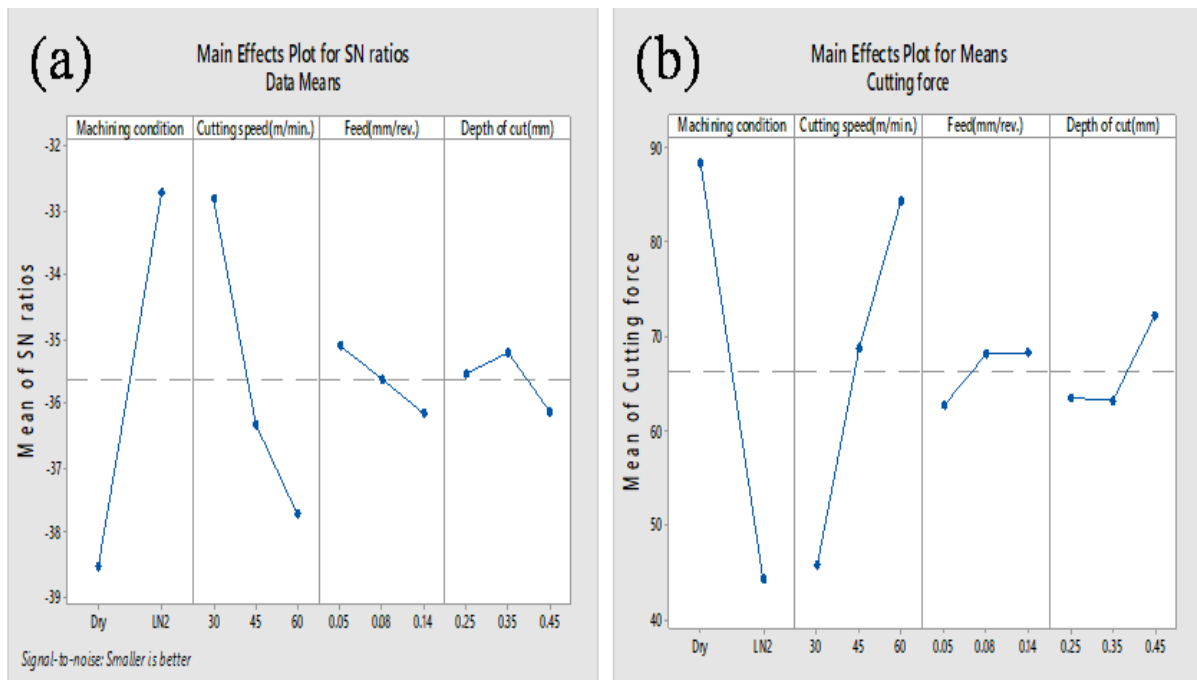 (a)
Main Effects Plot for SN ratios
Data Means
Machining condition Cutting speed(m/min.) Feed(mm/rev.) Depth of cut(mm)
Mean of SN ratios
-32
-33
-34
-35
-36
-37
-38
-39
Dry LN2 30 45 60 0.05 0.08 0.14 0.25 0.35 0.45
Signal-to-noise: Smaller is better
(b)
Main Effects Plot for Means
Cutting force
Machining condition Cutting speed(m/min.) Feed(mm/rev.) Depth of cut(mm)
Mean of Cutting force
90
80
70
60
50
40
Dry LN2 30 45 60 0.05 0.08 0.14 0.25 0.35 0.45